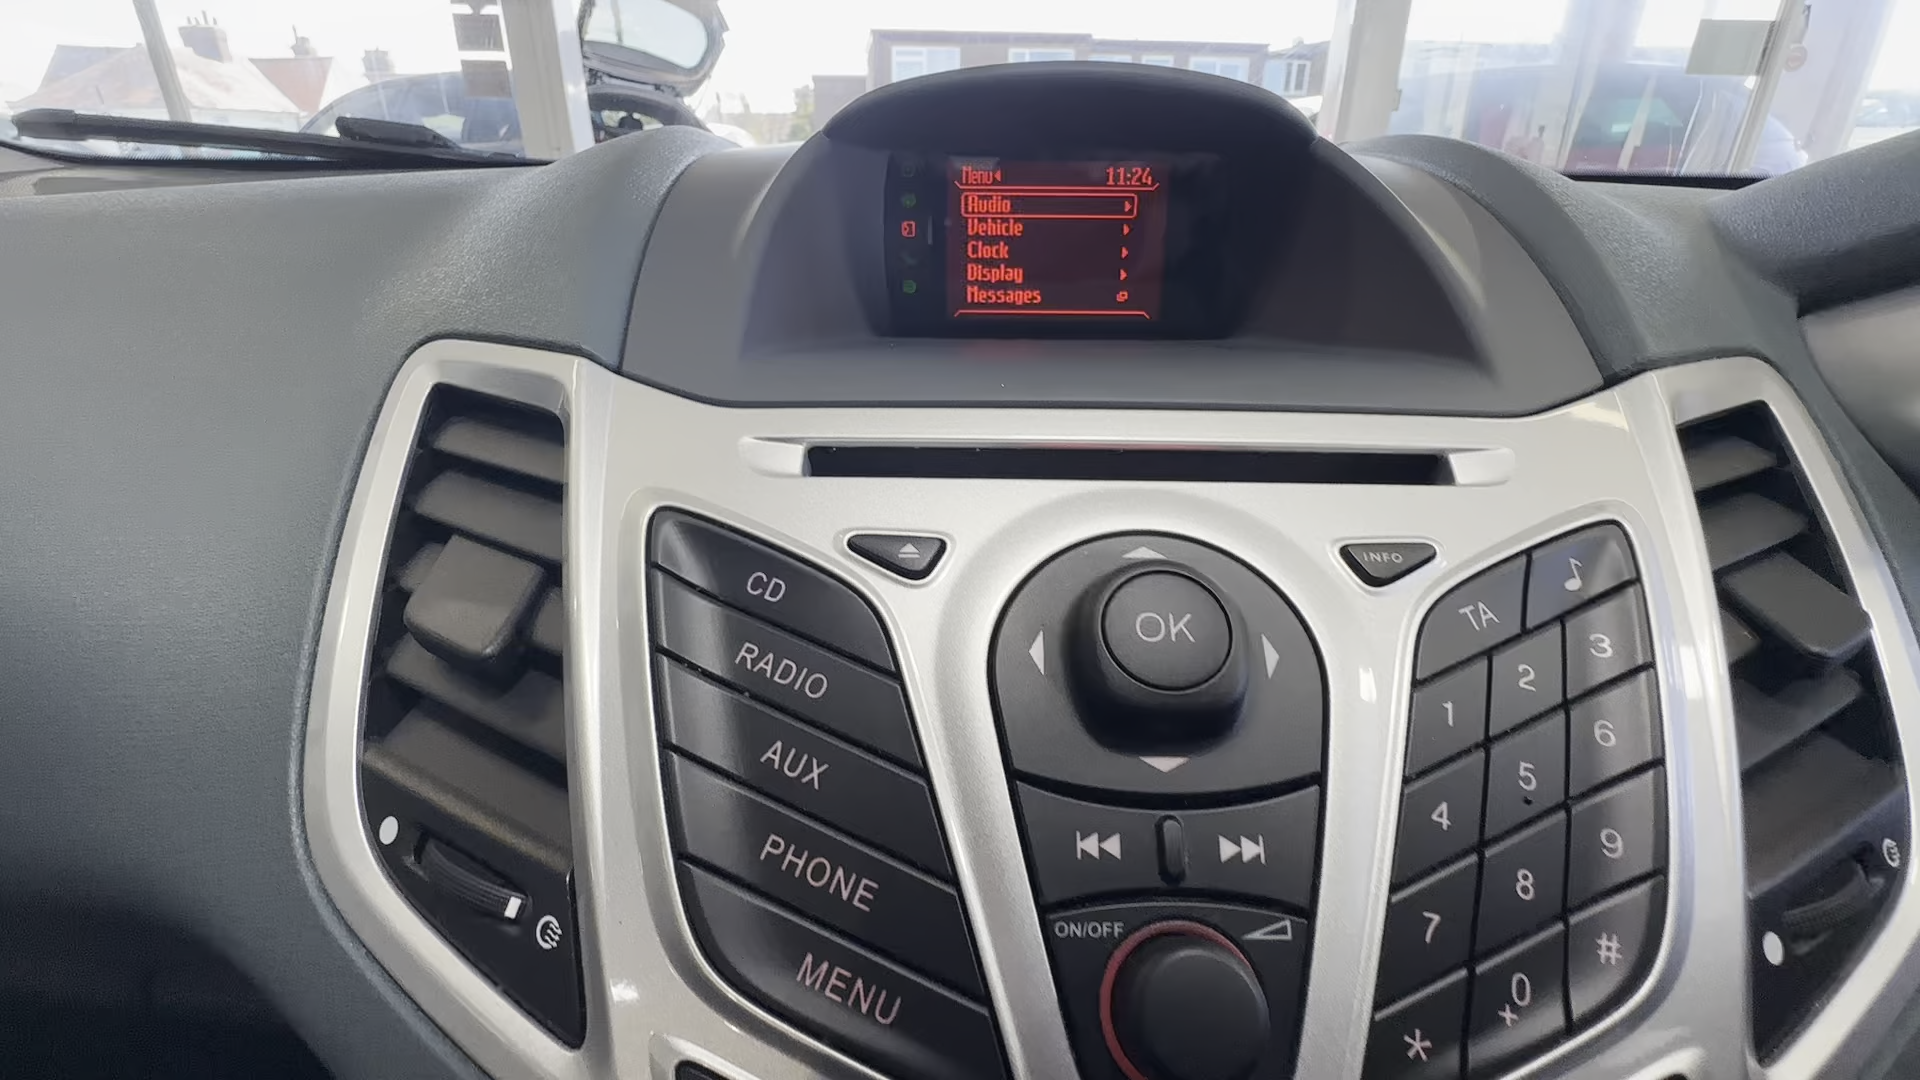 Menu 11:24
Audio
Vehicle
Clock
Display
Messages
INFO
CD
RADIO
AUX
PHONE
MENU
OK
ON/OFF
TA
1 2 3
4 5 6
7 8 9
* 0+ #